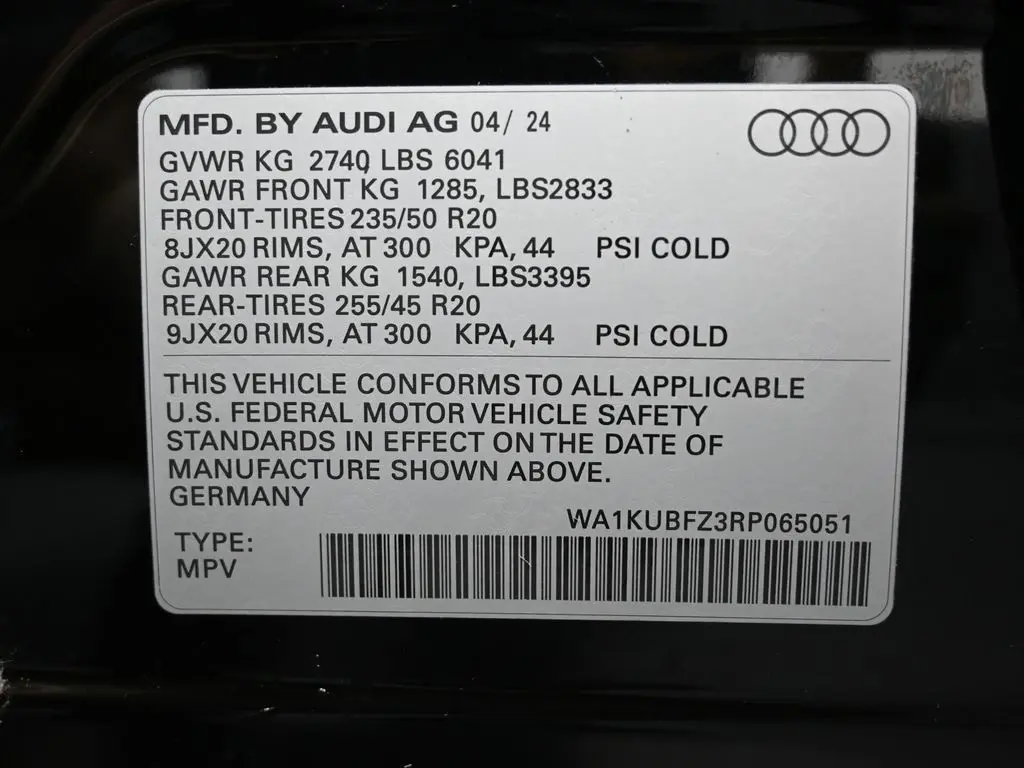 MFD. BY AUDI AG 04/ 24
GVWR KG 2740 LBS 6041
GAWR FRONT KG 1285, LBS2833
FRONT-TIRES 235/50 R20
8JX20 RIMS, AT 300 KPA, 44 PSI COLD
GAWR REAR KG 1540, LBS3395
REAR-TIRES 255/45 R20
9JX20 RIMS, AT 300 KPA, 44 PSI COLD
THIS VEHICLE CONFORMS TO ALL APPLICABLE
U.S. FEDERAL MOTOR VEHICLE SAFETY
STANDARDS IN EFFECT ON THE DATE OF
MANUFACTURE SHOWN ABOVE.
GERMANY
WA1KUBFZ3RP065051
TYPE:
MPV